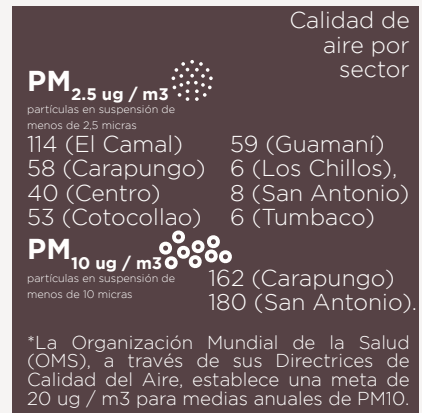 Calidad de
aire por
sector
PM2.5 ug / m3
partículas en suspensión de
menos de 2,5 micras
114 (El Camal)
58 (Carapungo)
40 (Centro)
53 (Cotocollao)
59 (Guamaní)
6 (Los Chillos),
8 (San Antonio)
6 (Tumbaco)
PM10 ug / m3
partículas en suspensión de
menos de 10 micras
162 (Carapungo)
180 (San Antonio).
*La Organización Mundial de la Salud
(OMS), a través de sus Directrices de
Calidad del Aire, establece una meta de
20 ug / m3 para medias anuales de PM10.